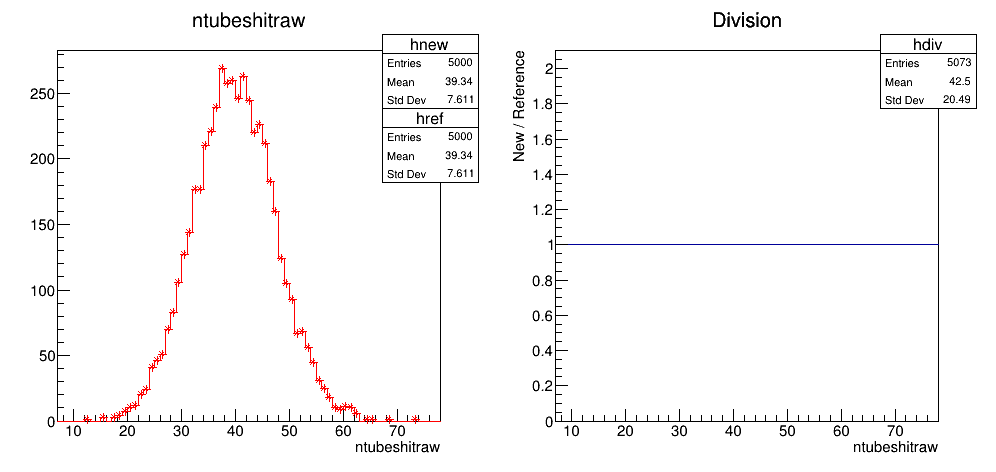 ntubeshitraw
hnew
Entries 5000
Mean 39.34
Std Dev 7.611
href
Entries 5000
Mean 39.34
Std Dev 7.611
250
200
150
100
50
0
10 20 30 40 50 60 70
ntubeshitraw
Division
hdiv
Entries 5073
Mean 42.5
Std Dev 20.49
New / Reference
2
1.8
1.6
1.4
1.2
1
0.8
0.6
0.4
0.2
0
10 20 30 40 50 60 70
ntubeshitraw